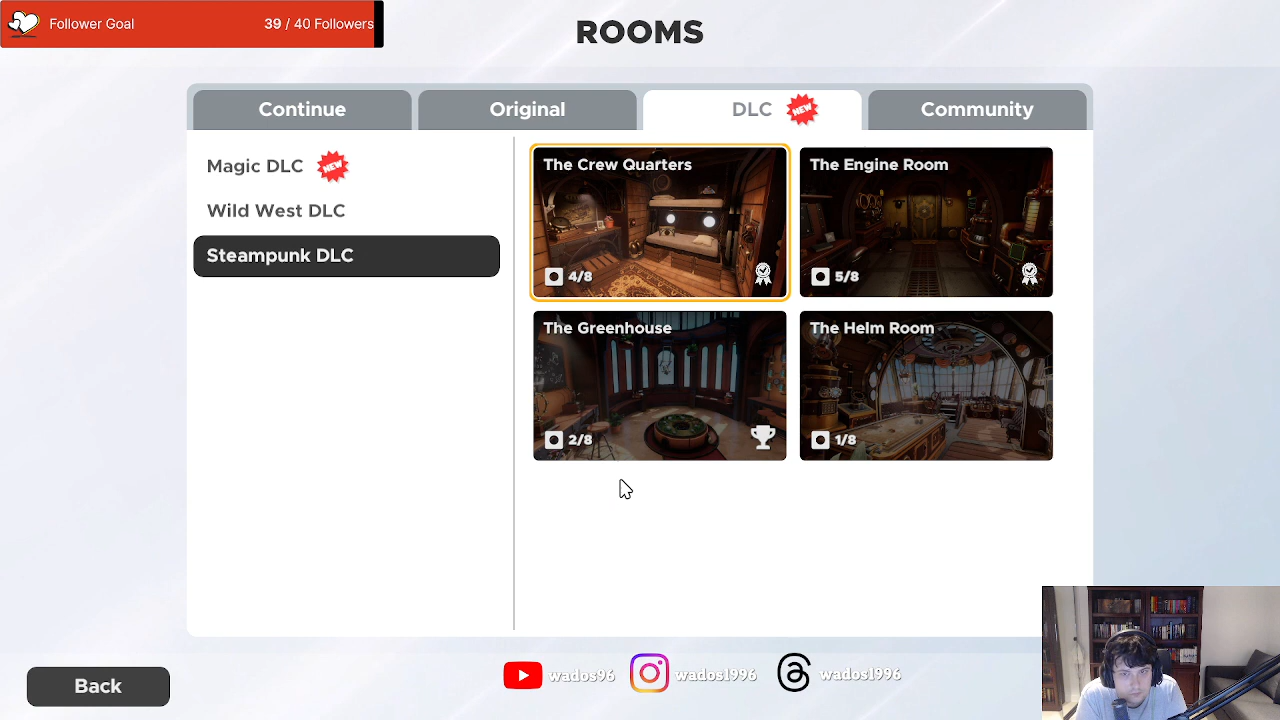 Follower Goal
39 / 40 Followers
ROOMS
Continue
Original
DLC
NEW
Community
Magic DLC
NEW
Wild West DLC
Steampunk DLC
The Crew Quarters
4/8
The Engine Room
5/8
The Greenhouse
2/8
The Helm Room
1/8
Back
wados96
wados1996
wados1996